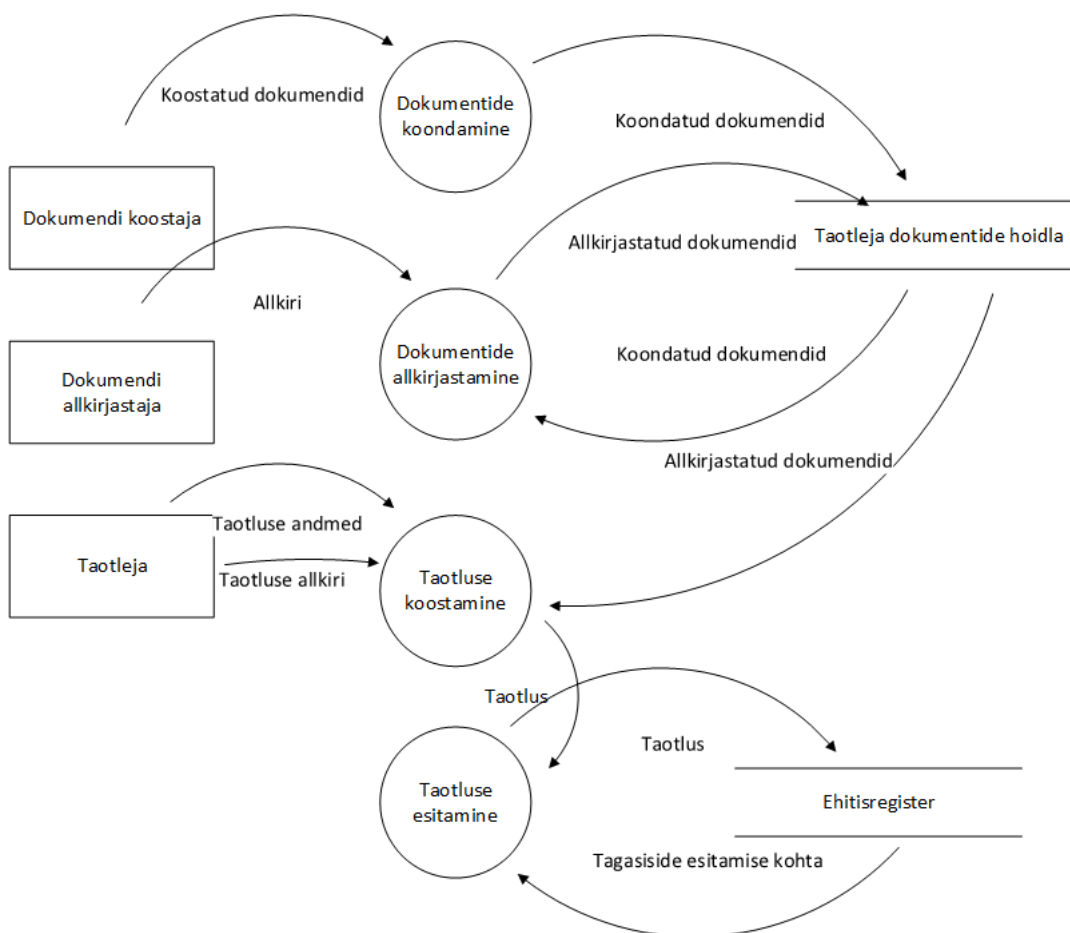 Koostatud dokumendid
Dokumentide
koondamine
Koondatud dokumendid
Dokumendi koostaja
Allkirjastatud dokumendid
Taotleja dokumentide hoidla
Allkiri
Dokumentide
allkirjastamine
Koondatud dokumendid
Dokumendi
allkirjastaja
Allkirjastatud dokumendid
Taotluse andmed
Taotleja
Taotluse allkiri
Taotluse
koostamine
Taotlus
Taotlus
Taotluse
esitamine
Ehitisregister
Tagasiside esitamise kohta